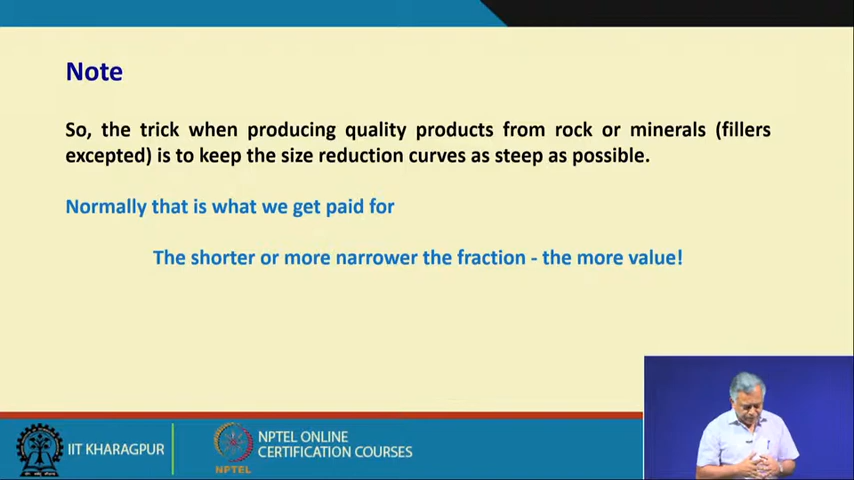 Note
So, the trick when producing quality products from rock or minerals (fillers
excepted) is to keep the size reduction curves as steep as possible.
Normally that is what we get paid for
The shorter or more narrower the fraction - the more value!
IIT KHARAGPUR
NPTEL
NPTEL ONLINE
CERTIFICATION COURSES